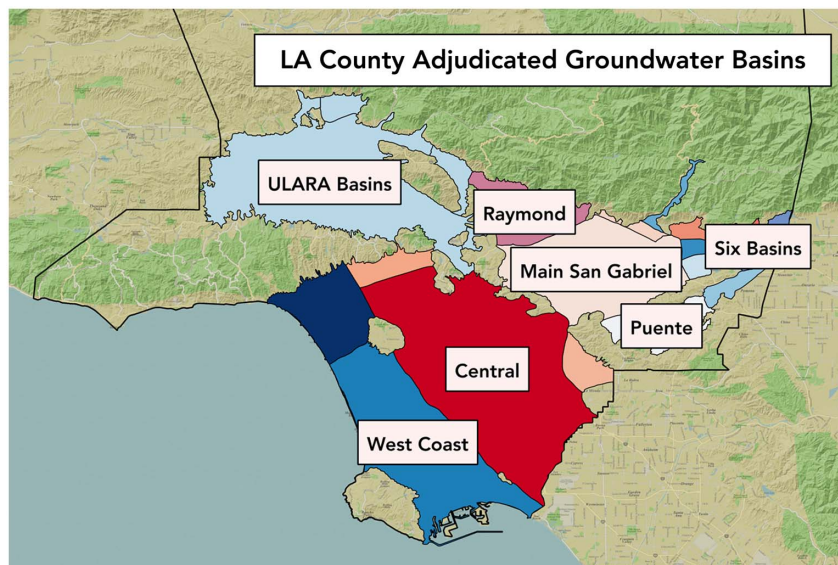 LA County Adjudicated Groundwater Basins
ULARA Basins
Raymond
Six Basins
Main San Gabriel
Puente
Central
West Coast